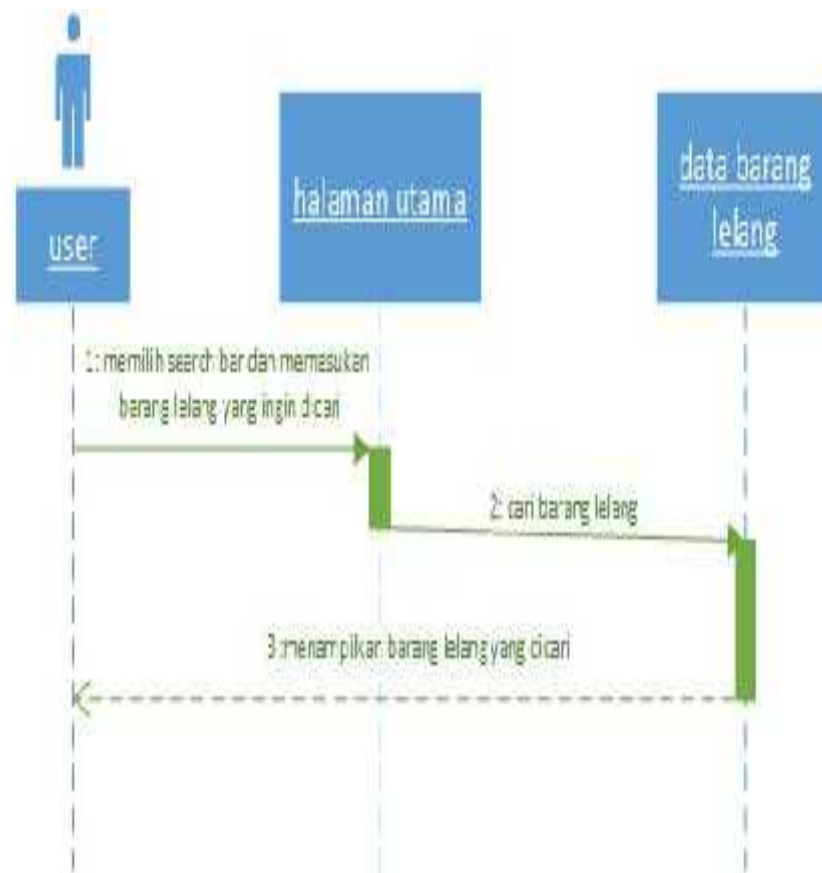 user
halaman utama
data barang
lelang
1: memilih search bar dan memasukan
barang lelang yang ingin dicari
2: cari barang lelang
3 :menampilkan barang lelang yang dicari